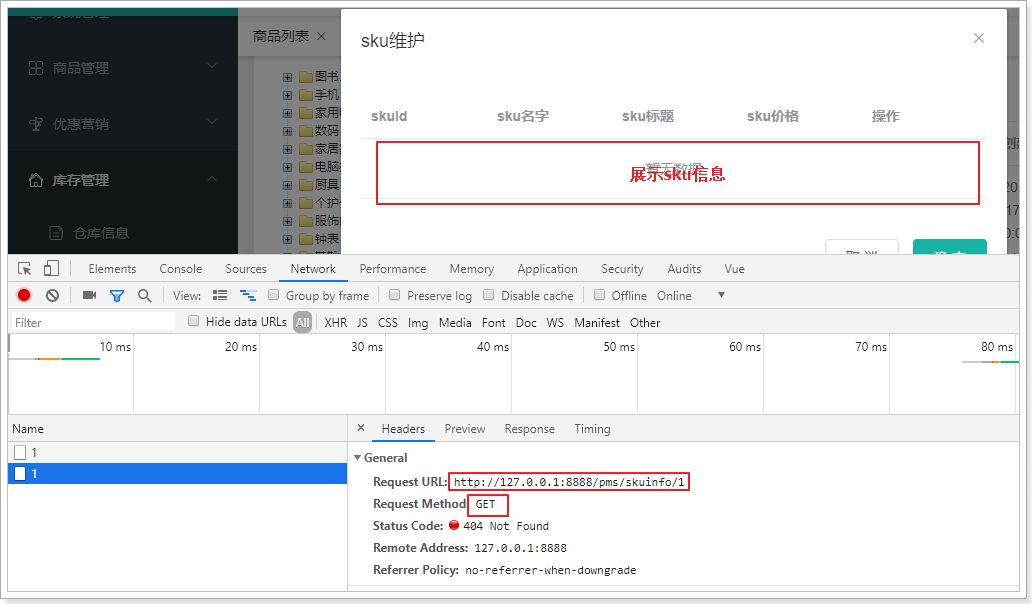 商品列表 ×
sku维护 ×
商品管理
优惠营销
库存管理
仓库信息
图书
手机
家用
数码
家居
电脑
厨具
个护
服饰
钟表
skuId sku名字 sku标题 sku价格 操作
暂无数据
展示sku信息
取 消
确 定
Elements Console Sources Network Performance Memory Application Security Audits Vue
View: Group by frame Preserve log Disable cache Offline Online ▼
Filter Hide data URLs All XHR JS CSS Img Media Font Doc WS Manifest Other
10 ms 20 ms 30 ms 40 ms 50 ms 60 ms 70 ms 80 ms
Name
1
1
× Headers Preview Response Timing
▼ General
Request URL: http://127.0.0.1:8888/pms/skuinfo/1
Request Method GET
Status Code: 404 Not Found
Remote Address: 127.0.0.1:8888
Referrer Policy: no-referrer-when-downgrade